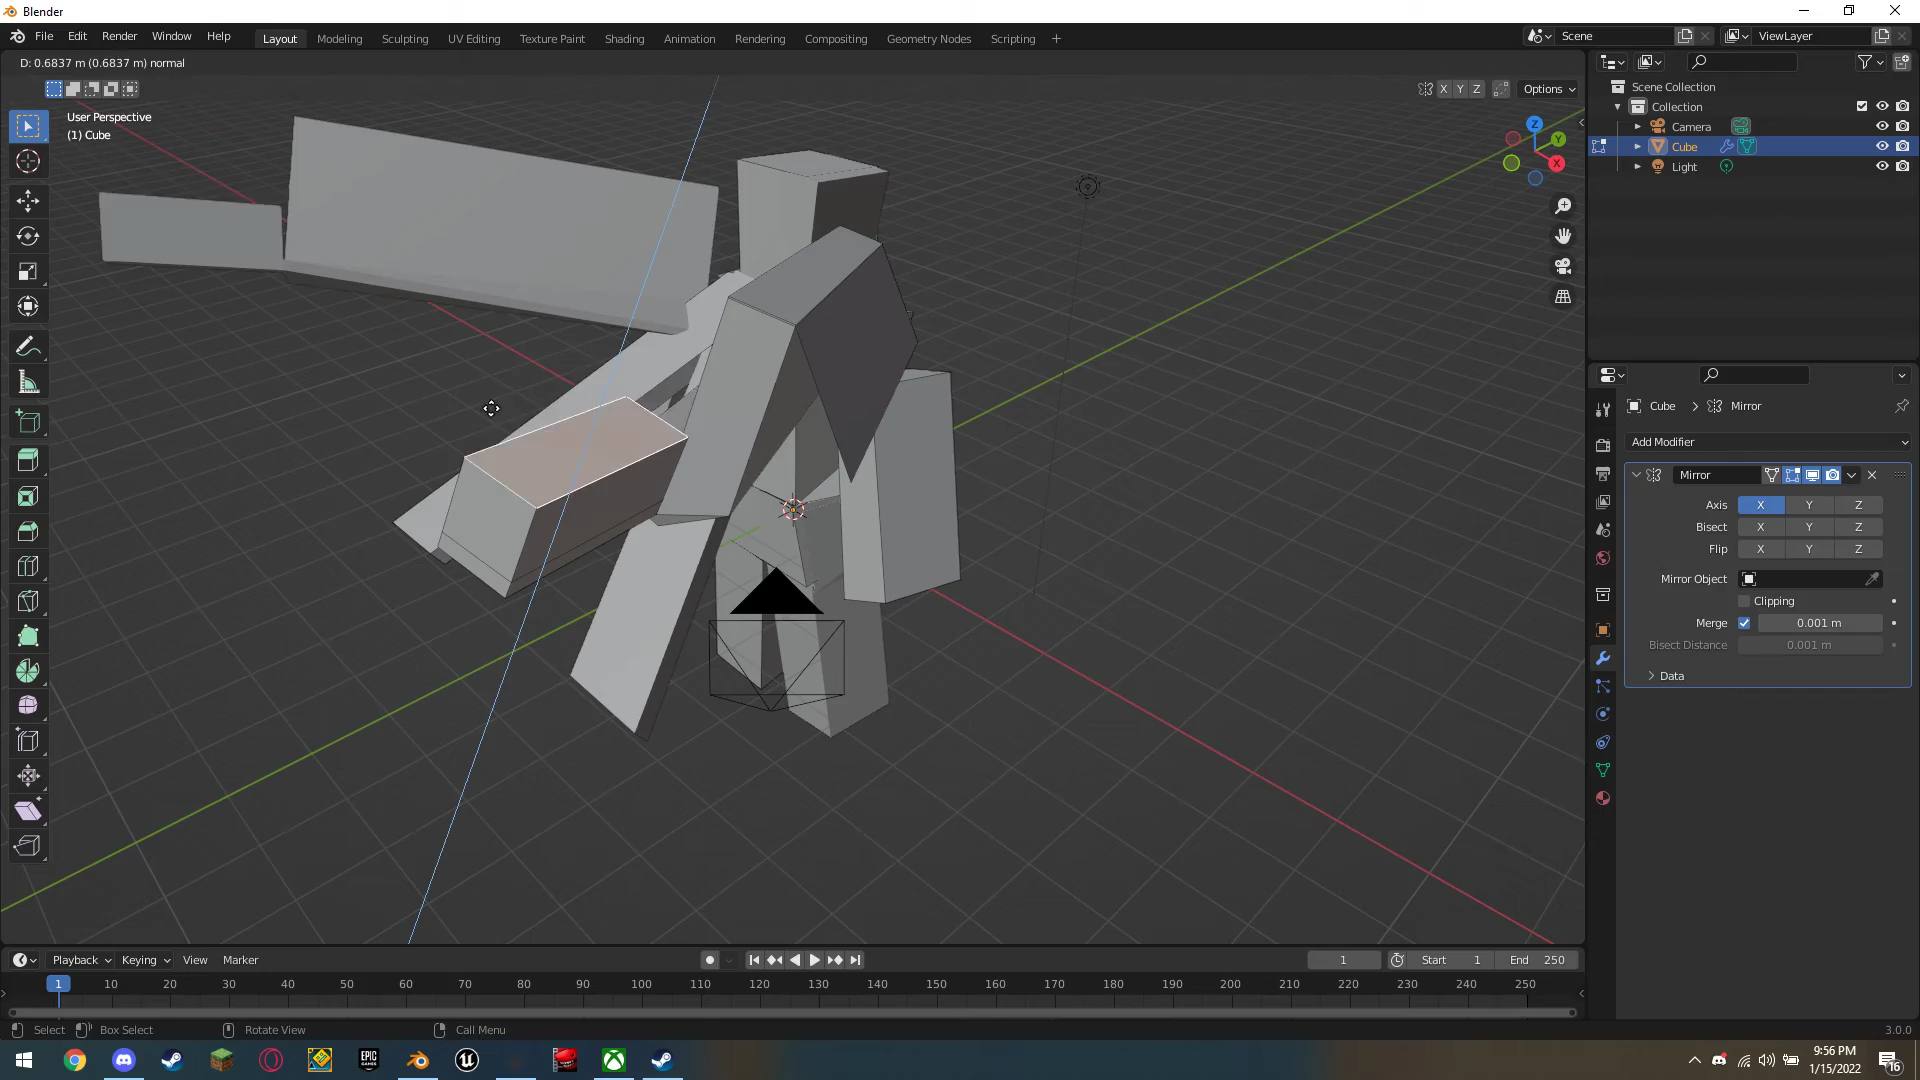 Blender
File Edit Render Window Help Layout Modeling Sculpting UV Editing Texture Paint Shading Animation Rendering Compositing Geometry Nodes Scripting + Scene ViewLayer
D: 0.6837 m (0.6837 m) normal
X Y Z Options
User Perspective
(1) Cube
Z
Y
X
Scene Collection
Collection
Camera
Cube
Light
Cube > Mirror
Add Modifier
Mirror
Axis X Y Z
Bisect X Y Z
Flip X Y Z
Mirror Object
Clipping
Merge 0.001 m
Bisect Distance 0.001 m
Data
Playback Keying View Marker 1 Start 1 End 250
1 10 20 30 40 50 60 70 80 90 100 110 120 130 140 150 160 170 180 190 200 210 220 230 240 250
Select Box Select Rotate View Call Menu 3.0.0
EPIC GAMES
9:56 PM
1/15/2022
16